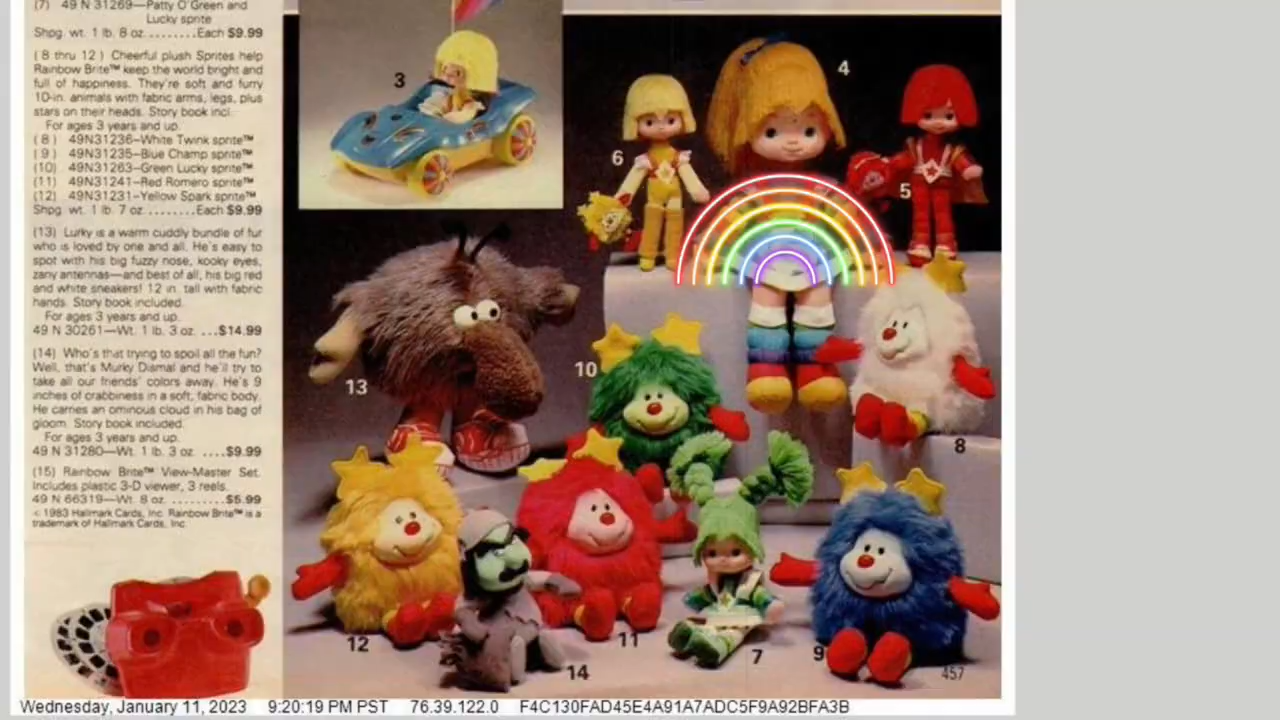 (7) 49 N 31269—Patty O'Green and
Lucky sprite
Shpg. wt. 1 lb. 8 oz. ........Each $9.99
(8 thru 12) Cheerful plush Sprites help
Rainbow Brite™ keep the world bright and
full of happiness. They're soft and furry
10-in. animals with fabric arms, legs, plus
stars on their heads. Story book incl.
For ages 3 years and up.
(8) 49N31236–White Twink sprite™
(9) 49N31235–Blue Champ sprite™
(10) 49N31263–Green Lucky sprite™
(11) 49N31241–Red Romero sprite™
(12) 49N31231–Yellow Spark sprite™
Shpg. wt. 1 lb. 7 oz. ........Each $9.99
(13) Lurky is a warm cuddly bundle of fur
who is loved by one and all. He's easy to
spot with his big fuzzy nose, kooky eyes,
zany antennas—and best of all, his big red
and white sneakers! 12 in. tall with fabric
hands. Story book included.
For ages 3 years and up.
49 N 30261—Wt. 1 lb. 3 oz. ...$14.99
(14) Who's that trying to spoil all the fun?
Well, that's Murky Dismal and he'll try to
take all our friends' colors away. He's 9
inches of crabbiness in a soft, fabric body.
He carries an ominous cloud in his bag of
gloom. Story book included.
For ages 3 years and up.
49 N 31280—Wt. 1 lb. 3 oz. ....$9.99
(15) Rainbow Brite™ View-Master Set.
Includes plastic 3-D viewer, 3 reels.
49 N 66319—Wt. 8 oz. .........$5.99
© 1983 Hallmark Cards, Inc. Rainbow Brite™ is a
trademark of Hallmark Cards, Inc.
3
4
6
5
10
13
8
12
11
14
7
9
457
Wednesday, January 11, 2023 9:20:19 PM PST 76.39.122.0 F4C130FAD45E4A91A7ADC5F9A92BFA3B